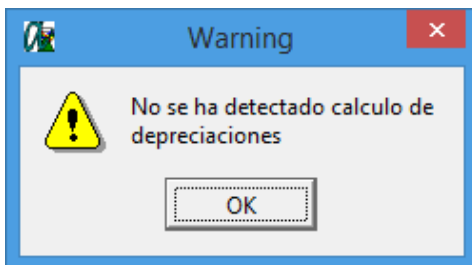 Warning
No se ha detectado calculo de
depreciaciones
OK